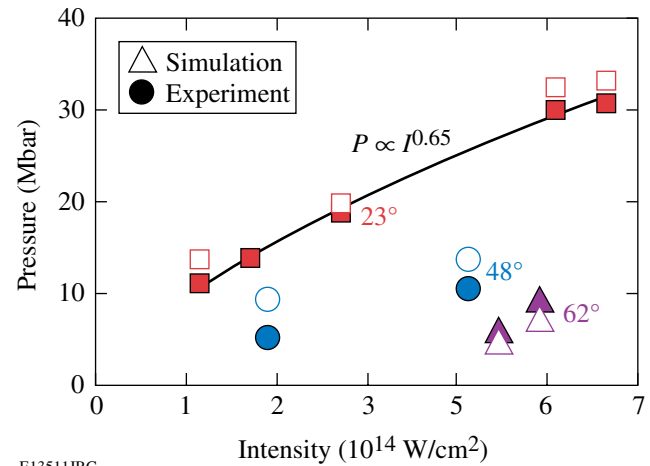 40
30
20
10
0
Pressure (Mbar)
Simulation
Experiment
P ∝ I^0.65
23°
48°
62°
0 1 2 3 4 5 6 7
Intensity (10^14 W/cm^2)